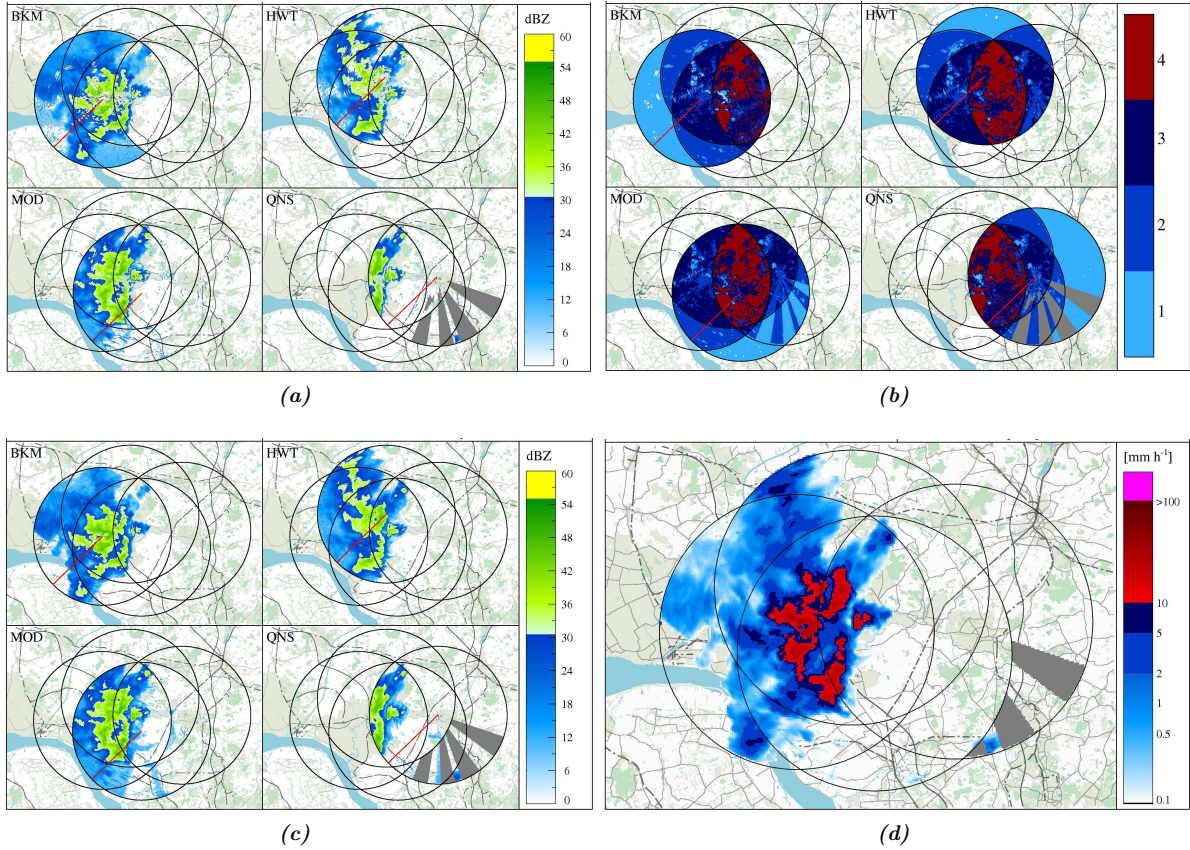 BKM
HWT
dBZ
60
54
48
42
36
30
24
18
12
6
0
MOD
QNS
(a)
BKM
HWT
4
3
2
1
MOD
QNS
(b)
BKM
HWT
dBZ
60
54
48
42
36
30
24
18
12
6
0
MOD
QNS
(c)
[mm h⁻¹]
>100
10
5
2
1
0.5
0.1
(d)